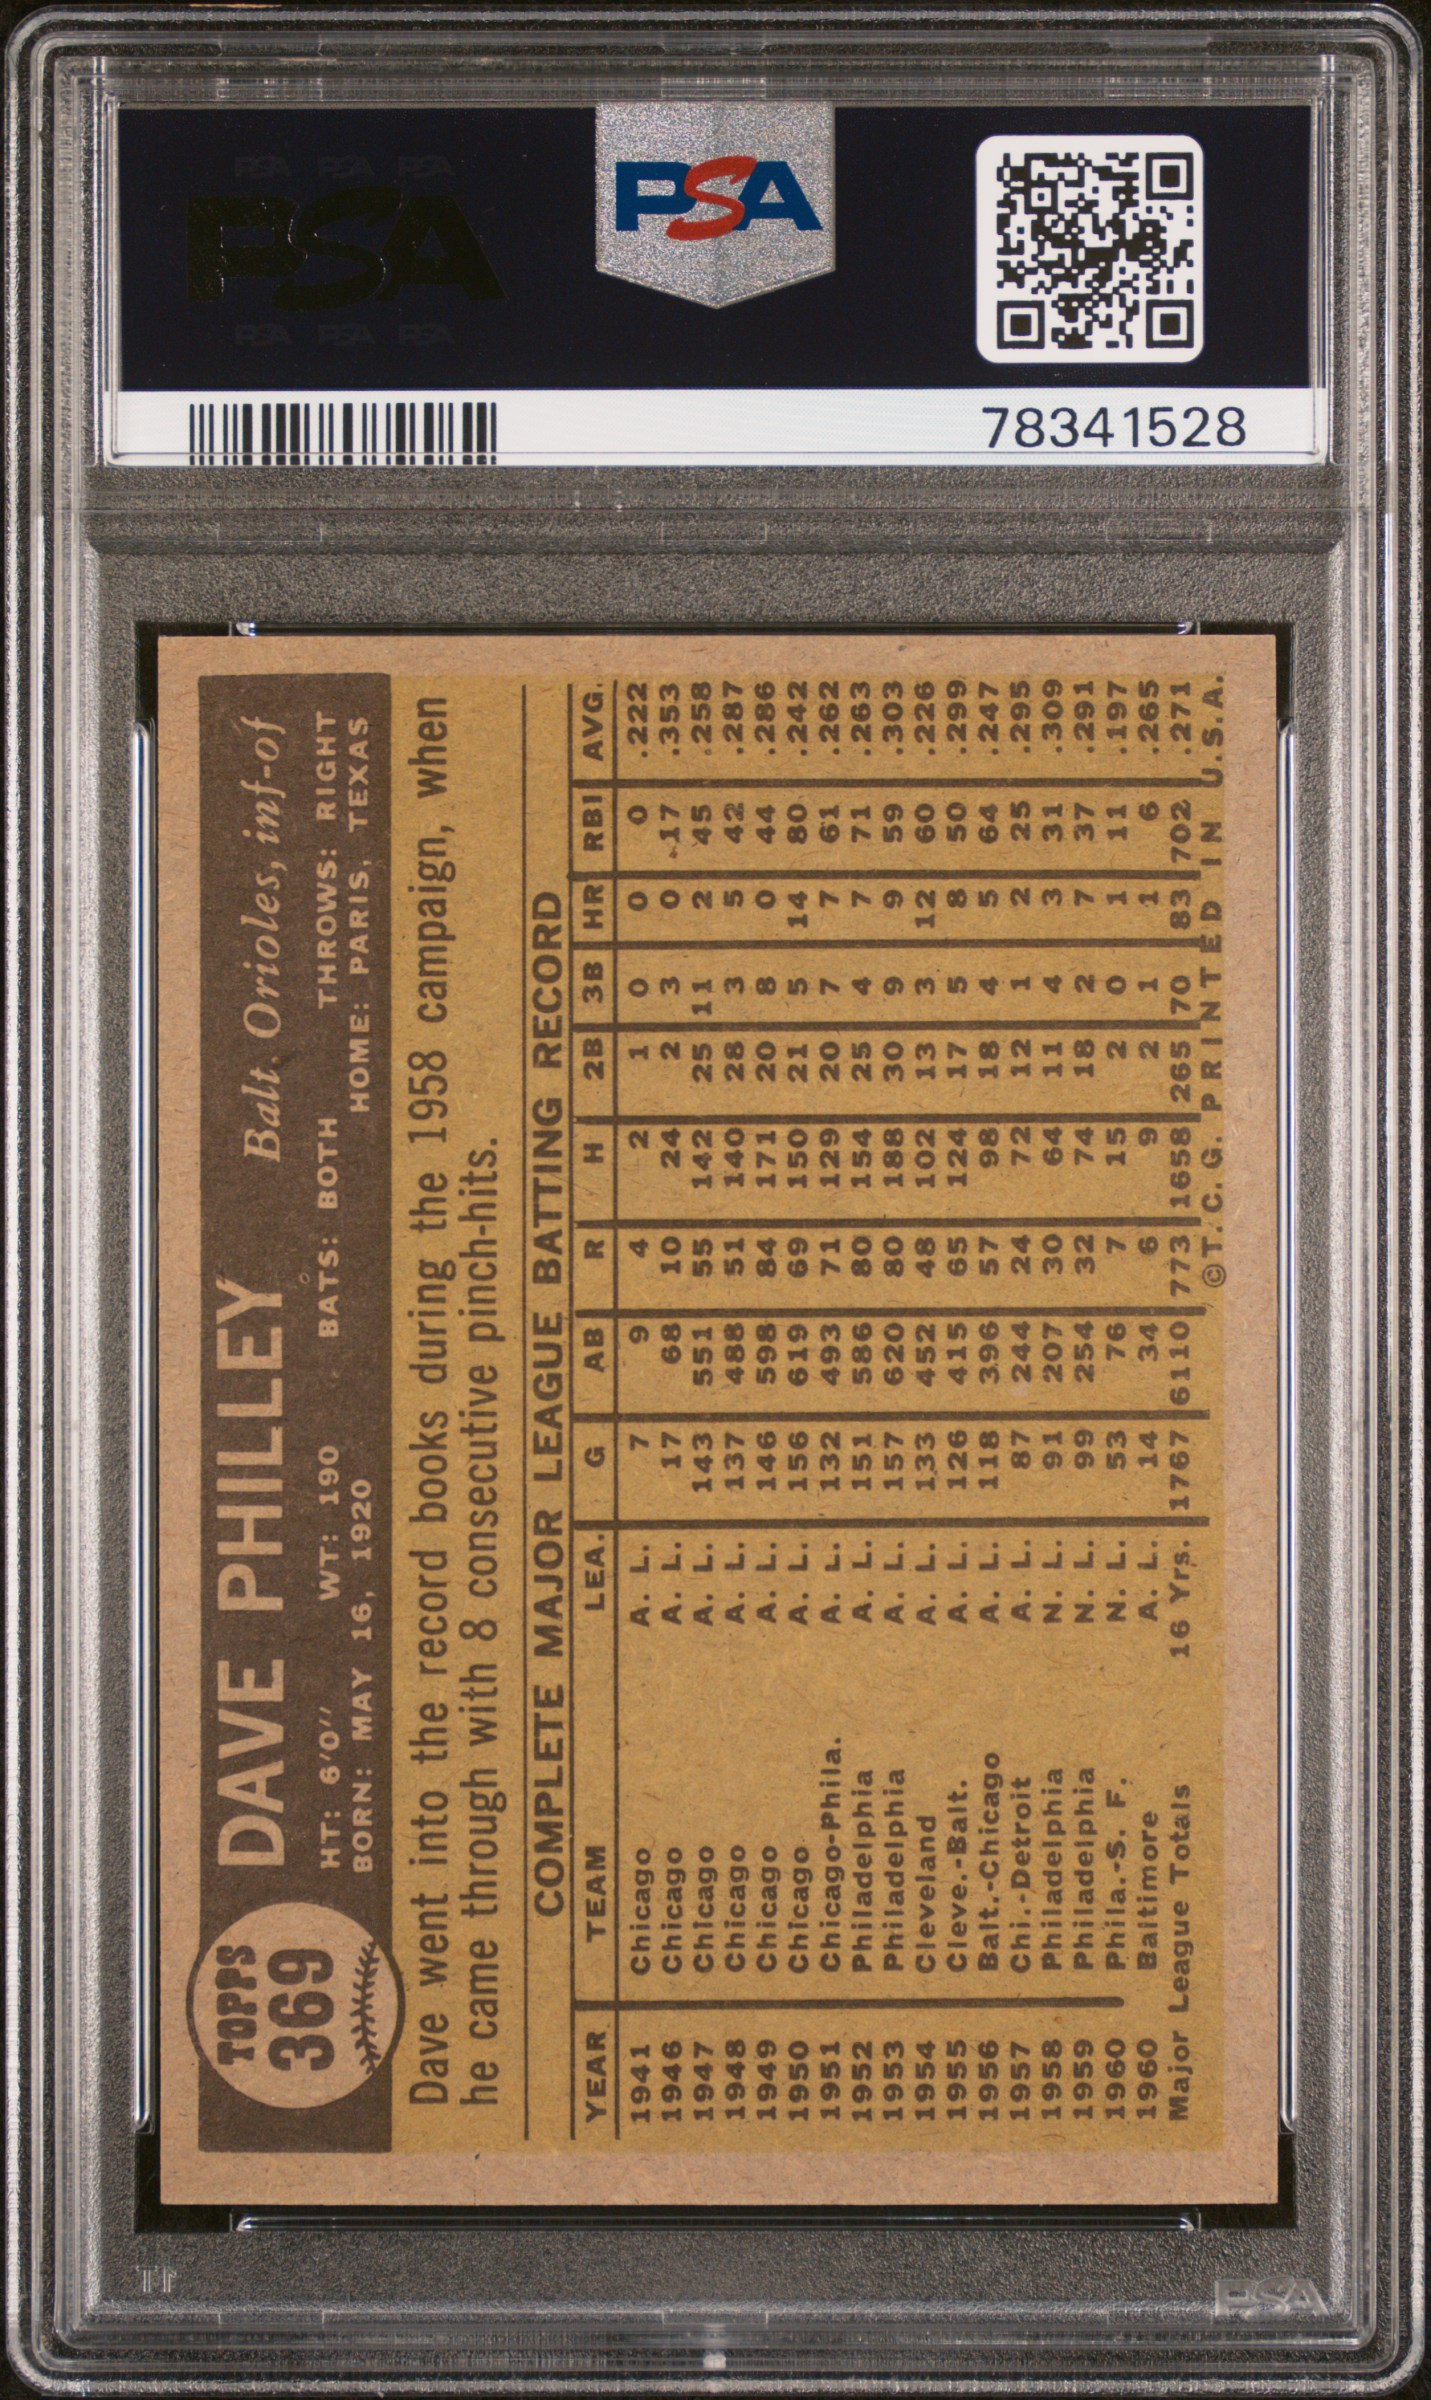 PSA PSA PSA
PSA
PSA PSA PSA
PSA
78341528
TOPPS
369
DAVE PHILLEY Balt. Orioles, inf-of
HT: 6'0" WT: 190 BATS: BOTH THROWS: RIGHT
BORN: MAY 16, 1920 HOME: PARIS, TEXAS
Dave went into the record books during the 1958 campaign, when
he came through with 8 consecutive pinch-hits.
COMPLETE MAJOR LEAGUE BATTING RECORD
YEAR TEAM LEA. G AB R H 2B 3B HR RBI AVG.
1941 Chicago A. L. 7 9 4 2 1 0 0 0 .222
1946 Chicago A. L. 17 68 10 24 2 3 0 17 .353
1947 Chicago A. L. 143 551 55 142 25 11 2 45 .258
1948 Chicago A. L. 137 488 51 140 28 3 5 42 .287
1949 Chicago A. L. 146 598 84 171 20 8 0 44 .286
1950 Chicago A. L. 156 619 69 150 21 5 14 80 .242
1951 Chicago-Phila. A. L. 132 493 71 129 20 7 7 61 .262
1952 Philadelphia A. L. 151 586 80 154 25 4 7 71 .263
1953 Philadelphia A. L. 157 620 80 188 30 9 9 59 .303
1954 Cleveland A. L. 133 452 48 102 13 3 12 60 .226
1955 Cleve.-Balt. A. L. 126 415 65 124 17 5 8 50 .299
1956 Balt.-Chicago A. L. 118 396 57 98 18 4 5 64 .247
1957 Chi.-Detroit A. L. 87 244 24 72 12 1 2 25 .295
1958 Philadelphia N. L. 91 207 30 64 11 4 3 31 .309
1959 Philadelphia N. L. 99 254 32 74 18 2 7 37 .291
1960 Phila.-S. F. N. L. 53 76 7 15 2 0 1 11 .197
1960 Baltimore A. L. 14 34 6 9 2 1 1 6 .265
Major League Totals 16 Yrs. 1767 6110 773 1658 265 70 83 702 .271
©T.C.G. PRINTED IN U.S.A.
PSA